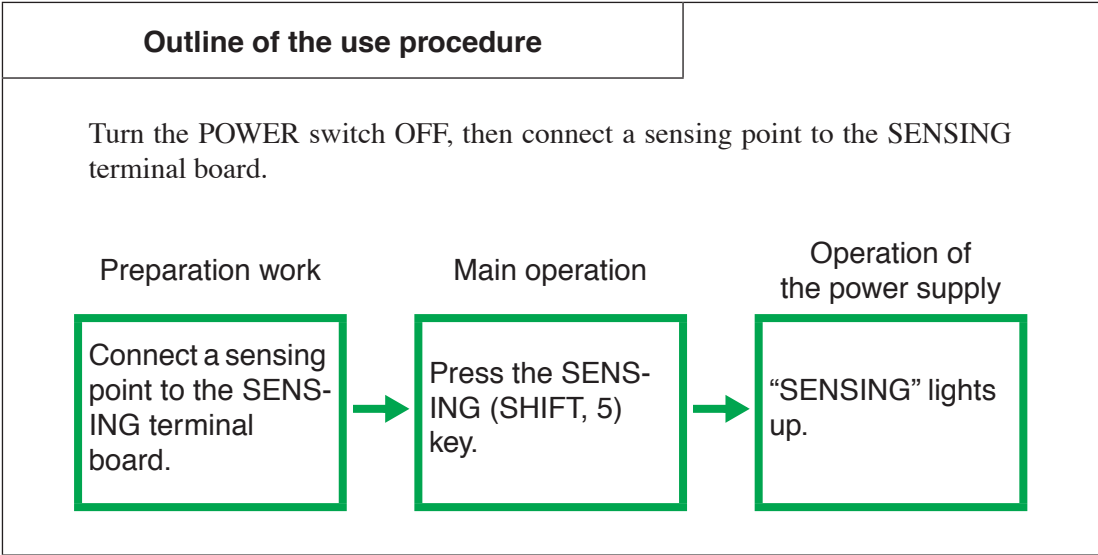 Outline of the use procedure
Turn the POWER switch OFF, then connect a sensing point to the SENSING
terminal board.
Preparation work
Connect a sensing
point to the SENS-
ING terminal
board.
Main operation
Press the SENS-
ING (SHIFT, 5)
key.
Operation of
the power supply
“SENSING” lights
up.